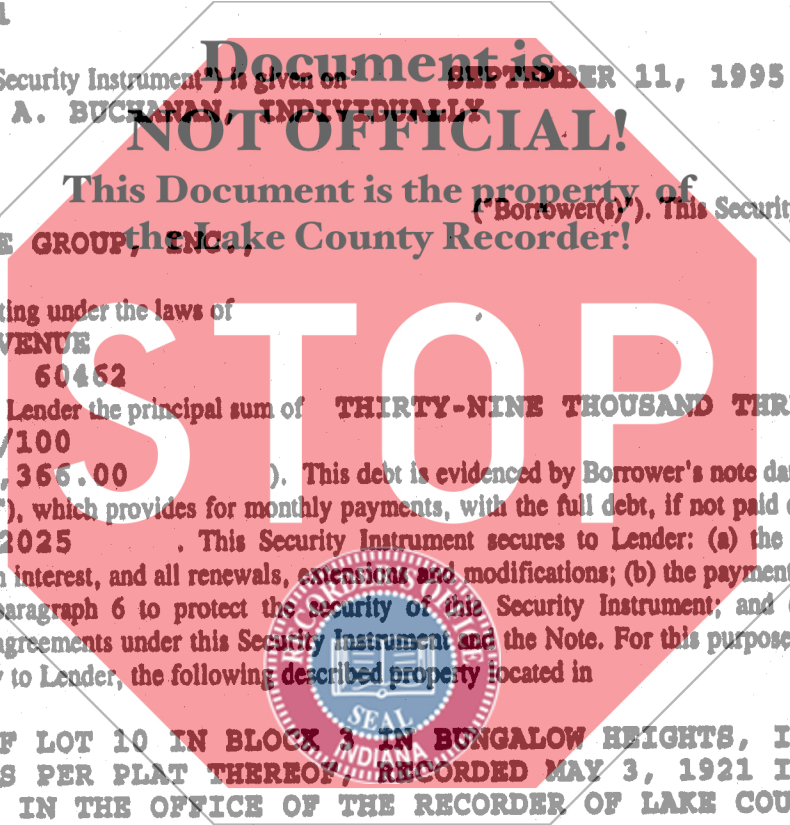 Document is
Security Instrument") is given on SEPTEMBER 11, 1995
A. BUCHANAN, INDIVIDUALLY
NOT OFFICIAL!
This Document is the property of
("Borrower(s)"). This Securit
the Lake County Recorder!
E GROUP, INC.,
ting under the laws of
VENUE
60462
STOP
Lender the principal sum of THIRTY-NINE THOUSAND THR
/100
,366.00 ). This debt is evidenced by Borrower's note da
"), which provides for monthly payments, with the full debt, if not paid
2025 . This Security Instrument secures to Lender: (a) the
interest, and all renewals, extensions and modifications; (b) the payment
paragraph 6 to protect the security of this Security Instrument; and
agreements under this Security Instrument and the Note. For this purpose
to Lender, the following described property located in
RECORDER'S OFFICE
SEAL
INDIANA
F LOT 10 IN BLOCK 3 IN BUNGALOW HEIGHTS, I
S PER PLAT THEREOF, RECORDED MAY 3, 1921 I
IN THE OFFICE OF THE RECORDER OF LAKE COU